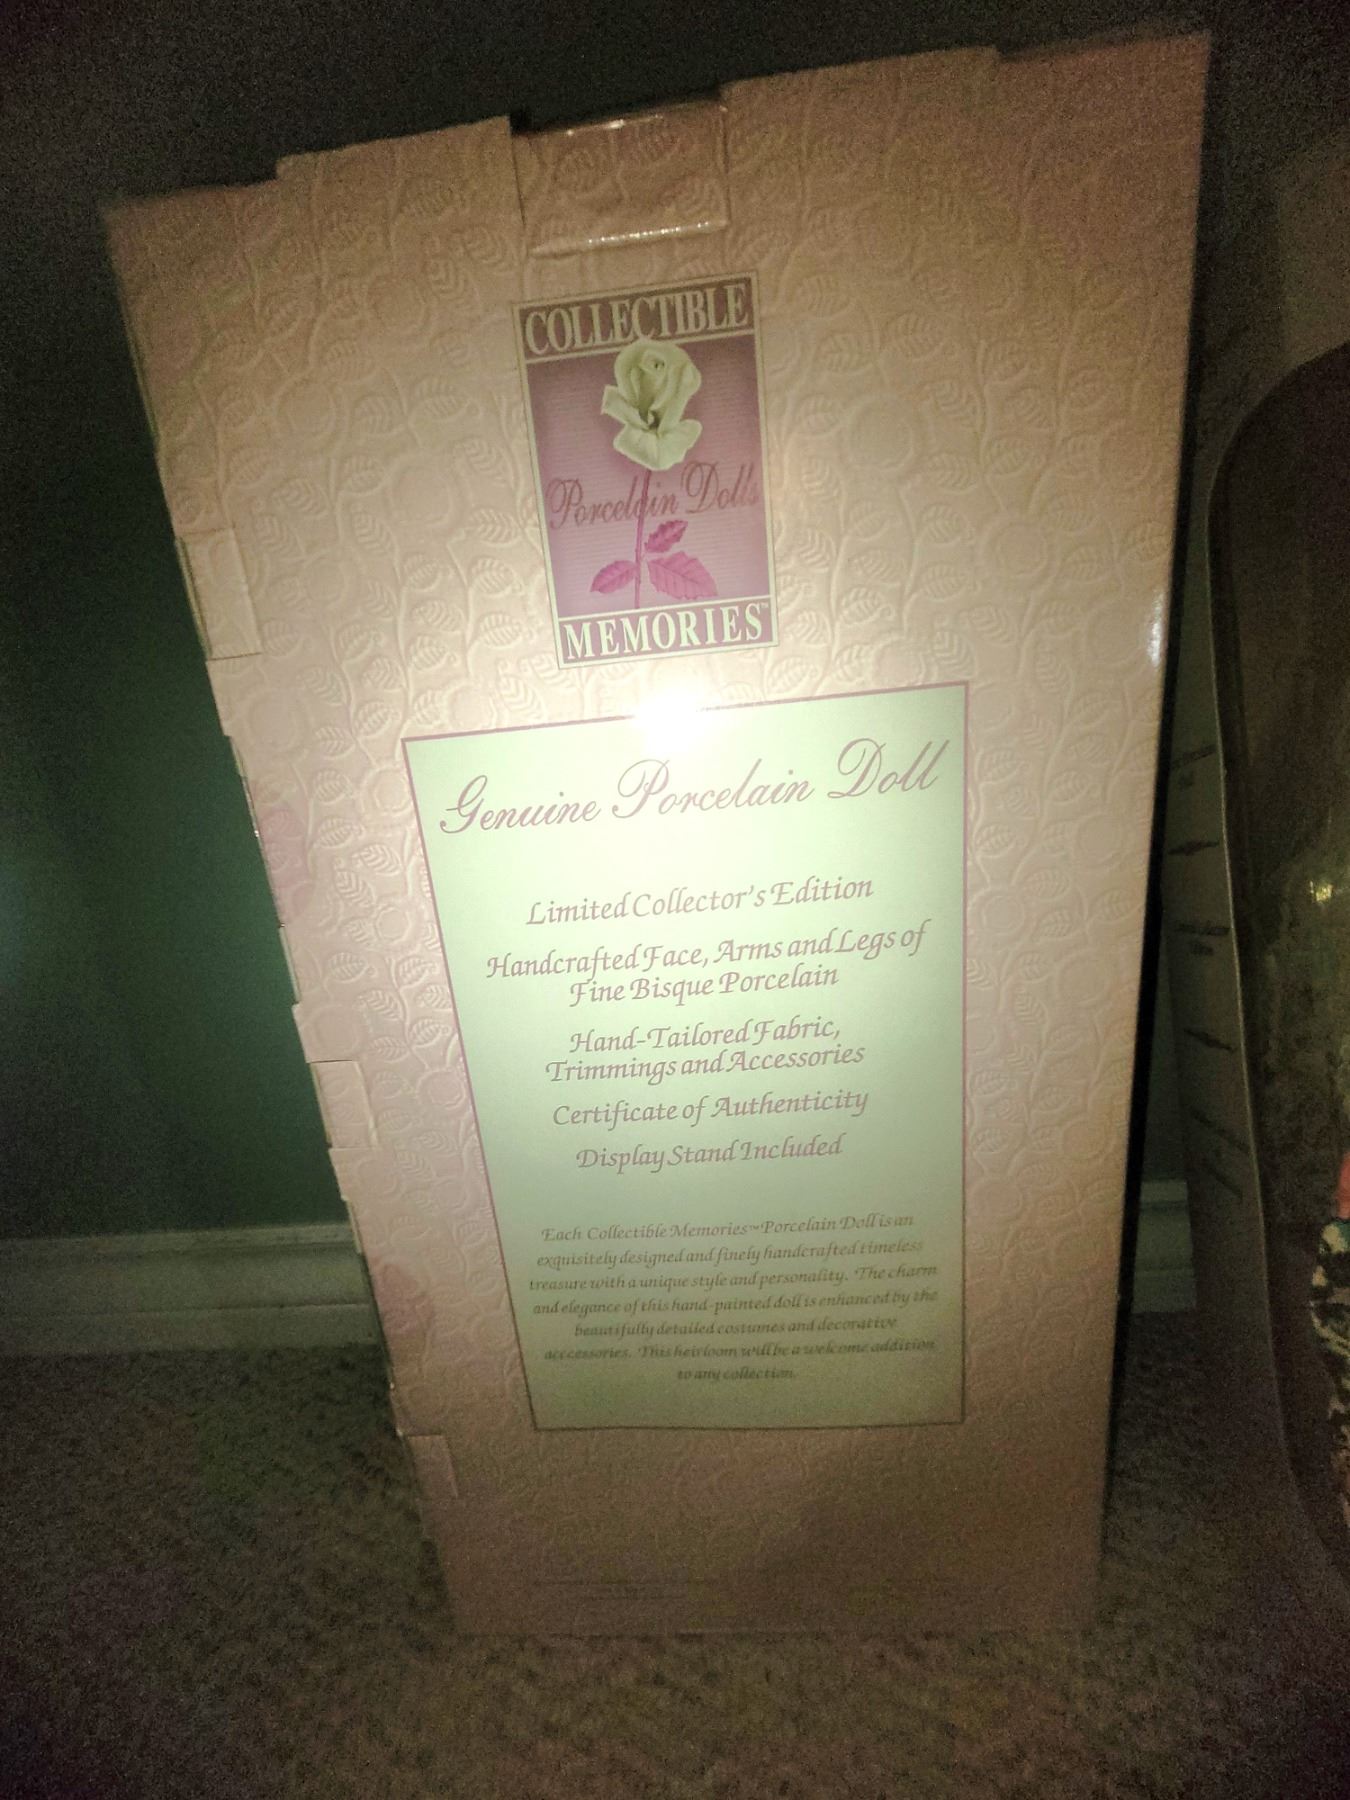 COLLECTIBLE
Porcelain Dolls
MEMORIES™
Genuine Porcelain Doll
Limited Collector's Edition
Handcrafted Face, Arms and Legs of
Fine Bisque Porcelain
Hand-Tailored Fabric,
Trimmings and Accessories
Certificate of Authenticity
Display Stand Included
Each Collectible Memories™ Porcelain Doll is an
exquisitely designed and finely handcrafted timeless
treasure with a unique style and personality. The charm
and elegance of this hand-painted doll is enhanced by the
beautifully detailed costumes and decorative
acccessories. This heirloom will be a welcome addition
to any collection.